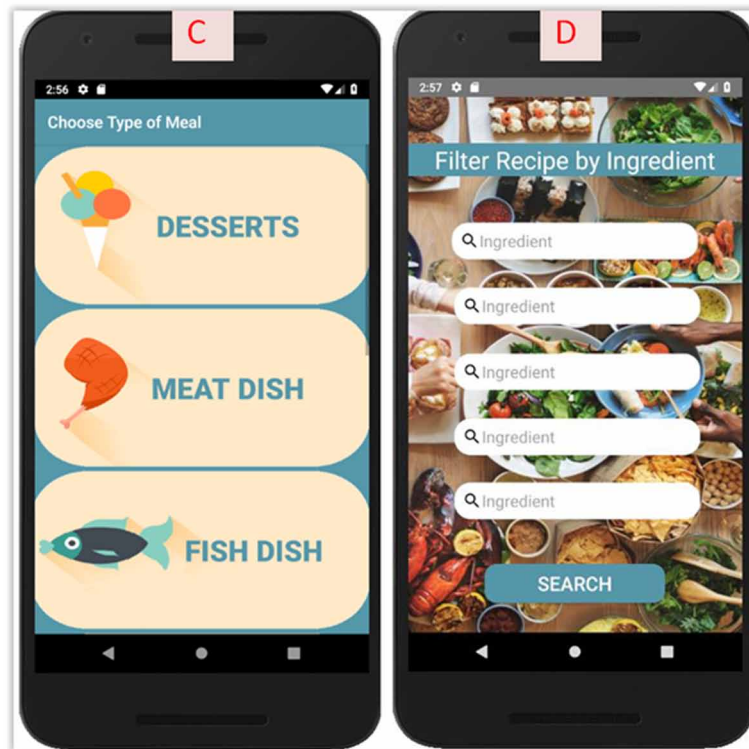 C
2:56
Choose Type of Meal
DESSERTS
MEAT DISH
FISH DISH
D
2:57
Filter Recipe by Ingredient
Ingredient
Ingredient
Ingredient
Ingredient
Ingredient
SEARCH